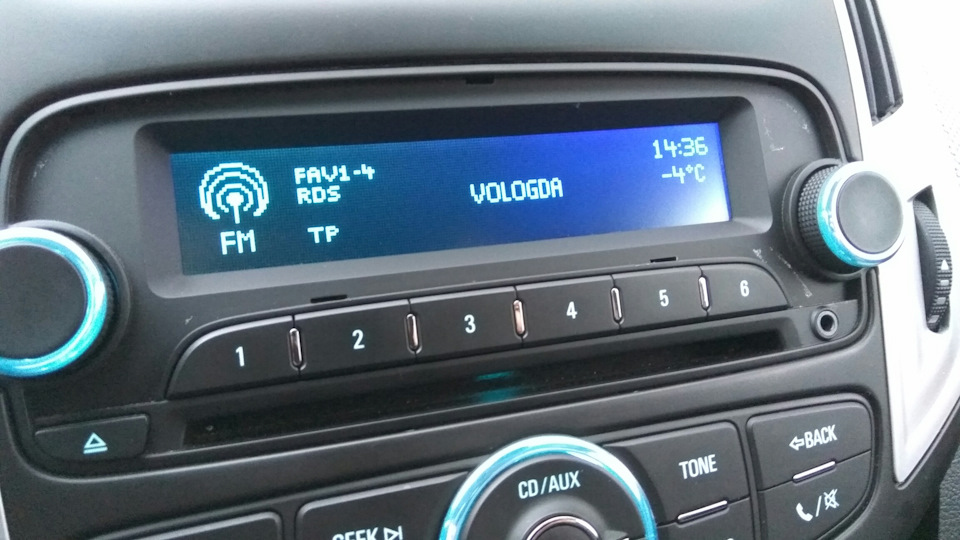 FAV1-4
14:36
RDS
VOLOGDA
-4°C
FM
TP
1 2 3 4 5 6
CD/AUX
TONE
BACK
SEEK